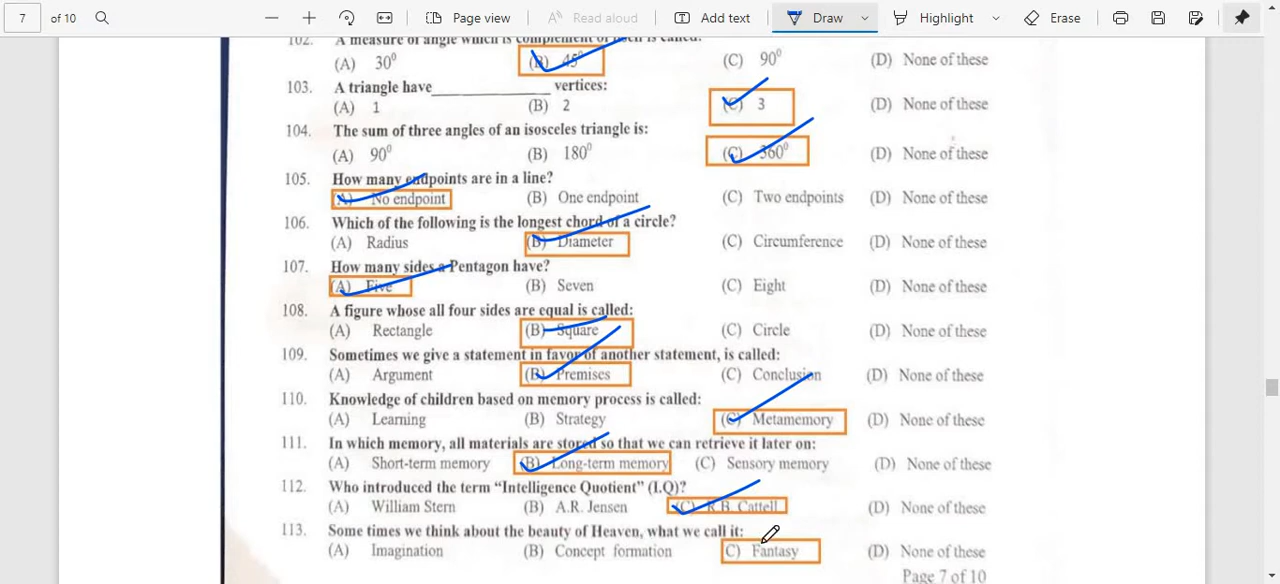 7 of 10 Page view Read aloud Add text Draw Highlight Erase
102. A measure of angle which is complement of itself is called:
(A) 30⁰ (B) 45⁰ (C) 90⁰ (D) None of these
103. A triangle have____________ vertices:
(A) 1 (B) 2 (C) 3 (D) None of these
104. The sum of three angles of an isosceles triangle is:
(A) 90⁰ (B) 180⁰ (C) 360⁰ (D) None of these
105. How many endpoints are in a line?
(A) No endpoint (B) One endpoint (C) Two endpoints (D) None of these
106. Which of the following is the longest chord of a circle?
(A) Radius (B) Diameter (C) Circumference (D) None of these
107. How many sides a Pentagon have?
(A) Five (B) Seven (C) Eight (D) None of these
108. A figure whose all four sides are equal is called:
(A) Rectangle (B) Square (C) Circle (D) None of these
109. Sometimes we give a statement in favor of another statement, is called:
(A) Argument (B) Premises (C) Conclusion (D) None of these
110. Knowledge of children based on memory process is called:
(A) Learning (B) Strategy (C) Metamemory (D) None of these
111. In which memory, all materials are stored so that we can retrieve it later on:
(A) Short-term memory (B) Long-term memory (C) Sensory memory (D) None of these
112. Who introduced the term "Intelligence Quotient" (I.Q)?
(A) William Stern (B) A.R. Jensen (C) R.B. Cattell (D) None of these
113. Some times we think about the beauty of Heaven, what we call it:
(A) Imagination (B) Concept formation C) Fantasy (D) None of these
Page 7 of 10